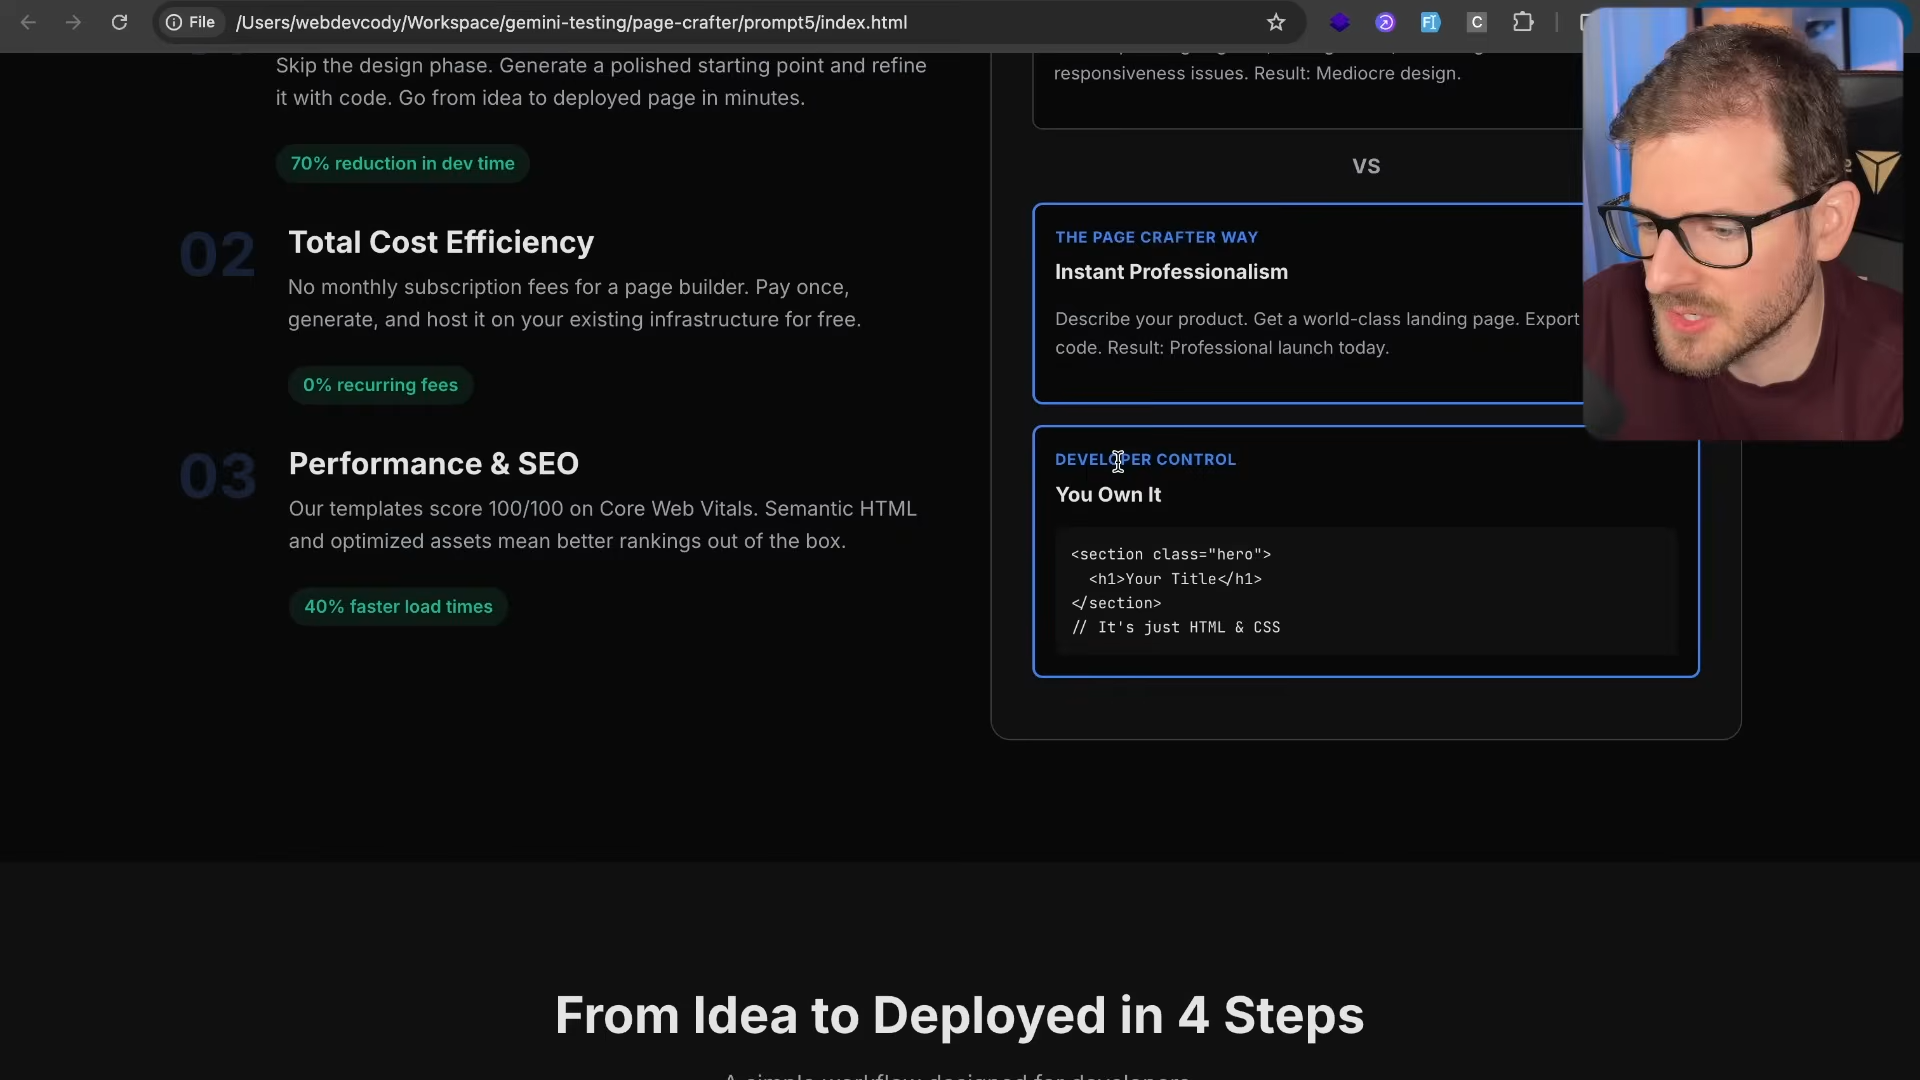 File
/Users/webdevcody/Workspace/gemini-testing/page-crafter/prompt5/index.html
Skip the design phase. Generate a polished starting point and refine
it with code. Go from idea to deployed page in minutes.
70% reduction in dev time
02
Total Cost Efficiency
No monthly subscription fees for a page builder. Pay once,
generate, and host it on your existing infrastructure for free.
0% recurring fees
03
Performance & SEO
Our templates score 100/100 on Core Web Vitals. Semantic HTML
and optimized assets mean better rankings out of the box.
40% faster load times
responsiveness issues. Result: Mediocre design.
VS
THE PAGE CRAFTER WAY
Instant Professionalism
Describe your product. Get a world-class landing page. Export
code. Result: Professional launch today.
DEVELOPER CONTROL
You Own It
<section class="hero">
<h1>Your Title</h1>
</section>
// It's just HTML & CSS
From Idea to Deployed in 4 Steps
A simple workflow designed for developers